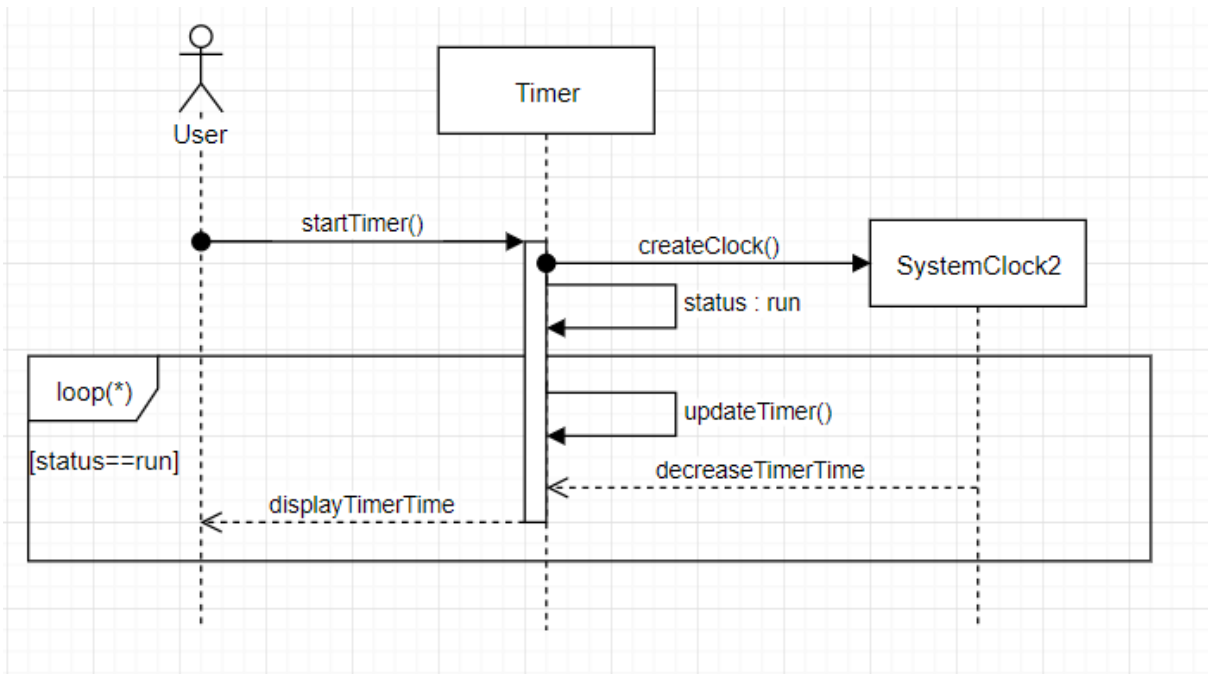 Timer
User
startTimer()
createClock()
SystemClock2
status : run
loop(*)
updateTimer()
[status==run]
decreaseTimerTime
displayTimerTime